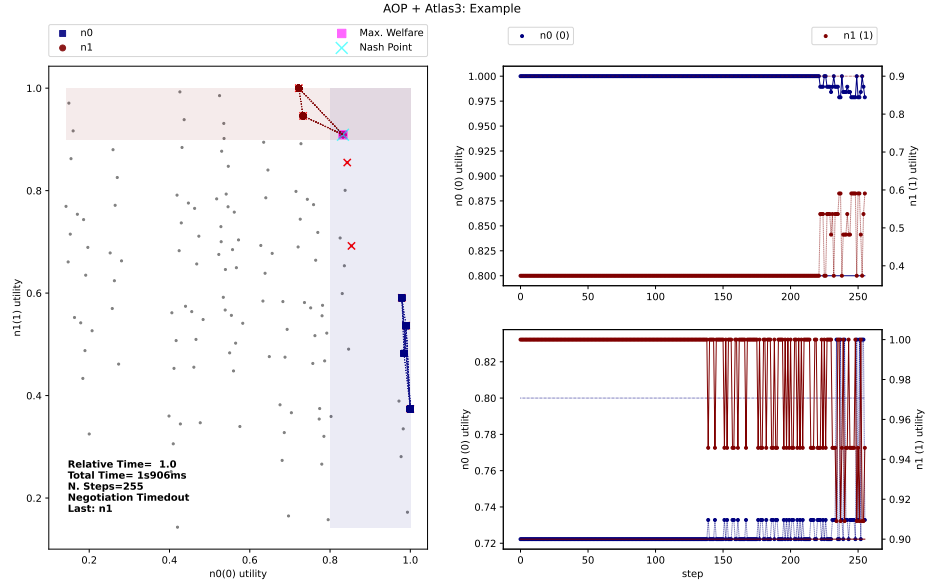 AOP + Atlas3: Example
n0
n1
Max. Welfare
Nash Point
n1(1) utility
1.0
0.8
0.6
0.4
0.2
Relative Time= 1.0
Total Time= 1s906ms
N. Steps=255
Negotiation Timedout
Last: n1
0.2
0.4
0.6
0.8
1.0
n0(0) utility
n0 (0)
n1 (1)
n0 (0) utility
1.000
0.975
0.950
0.925
0.900
0.875
0.850
0.825
0.800
0
50
100
150
200
250
0.9
0.8
0.7
0.6
0.5
0.4
n1 (1) utility
n0 (0) utility
0.82
0.80
0.78
0.76
0.74
0.72
0
50
100
150
200
250
step
1.00
0.98
0.96
0.94
0.92
0.90
n1 (1) utility